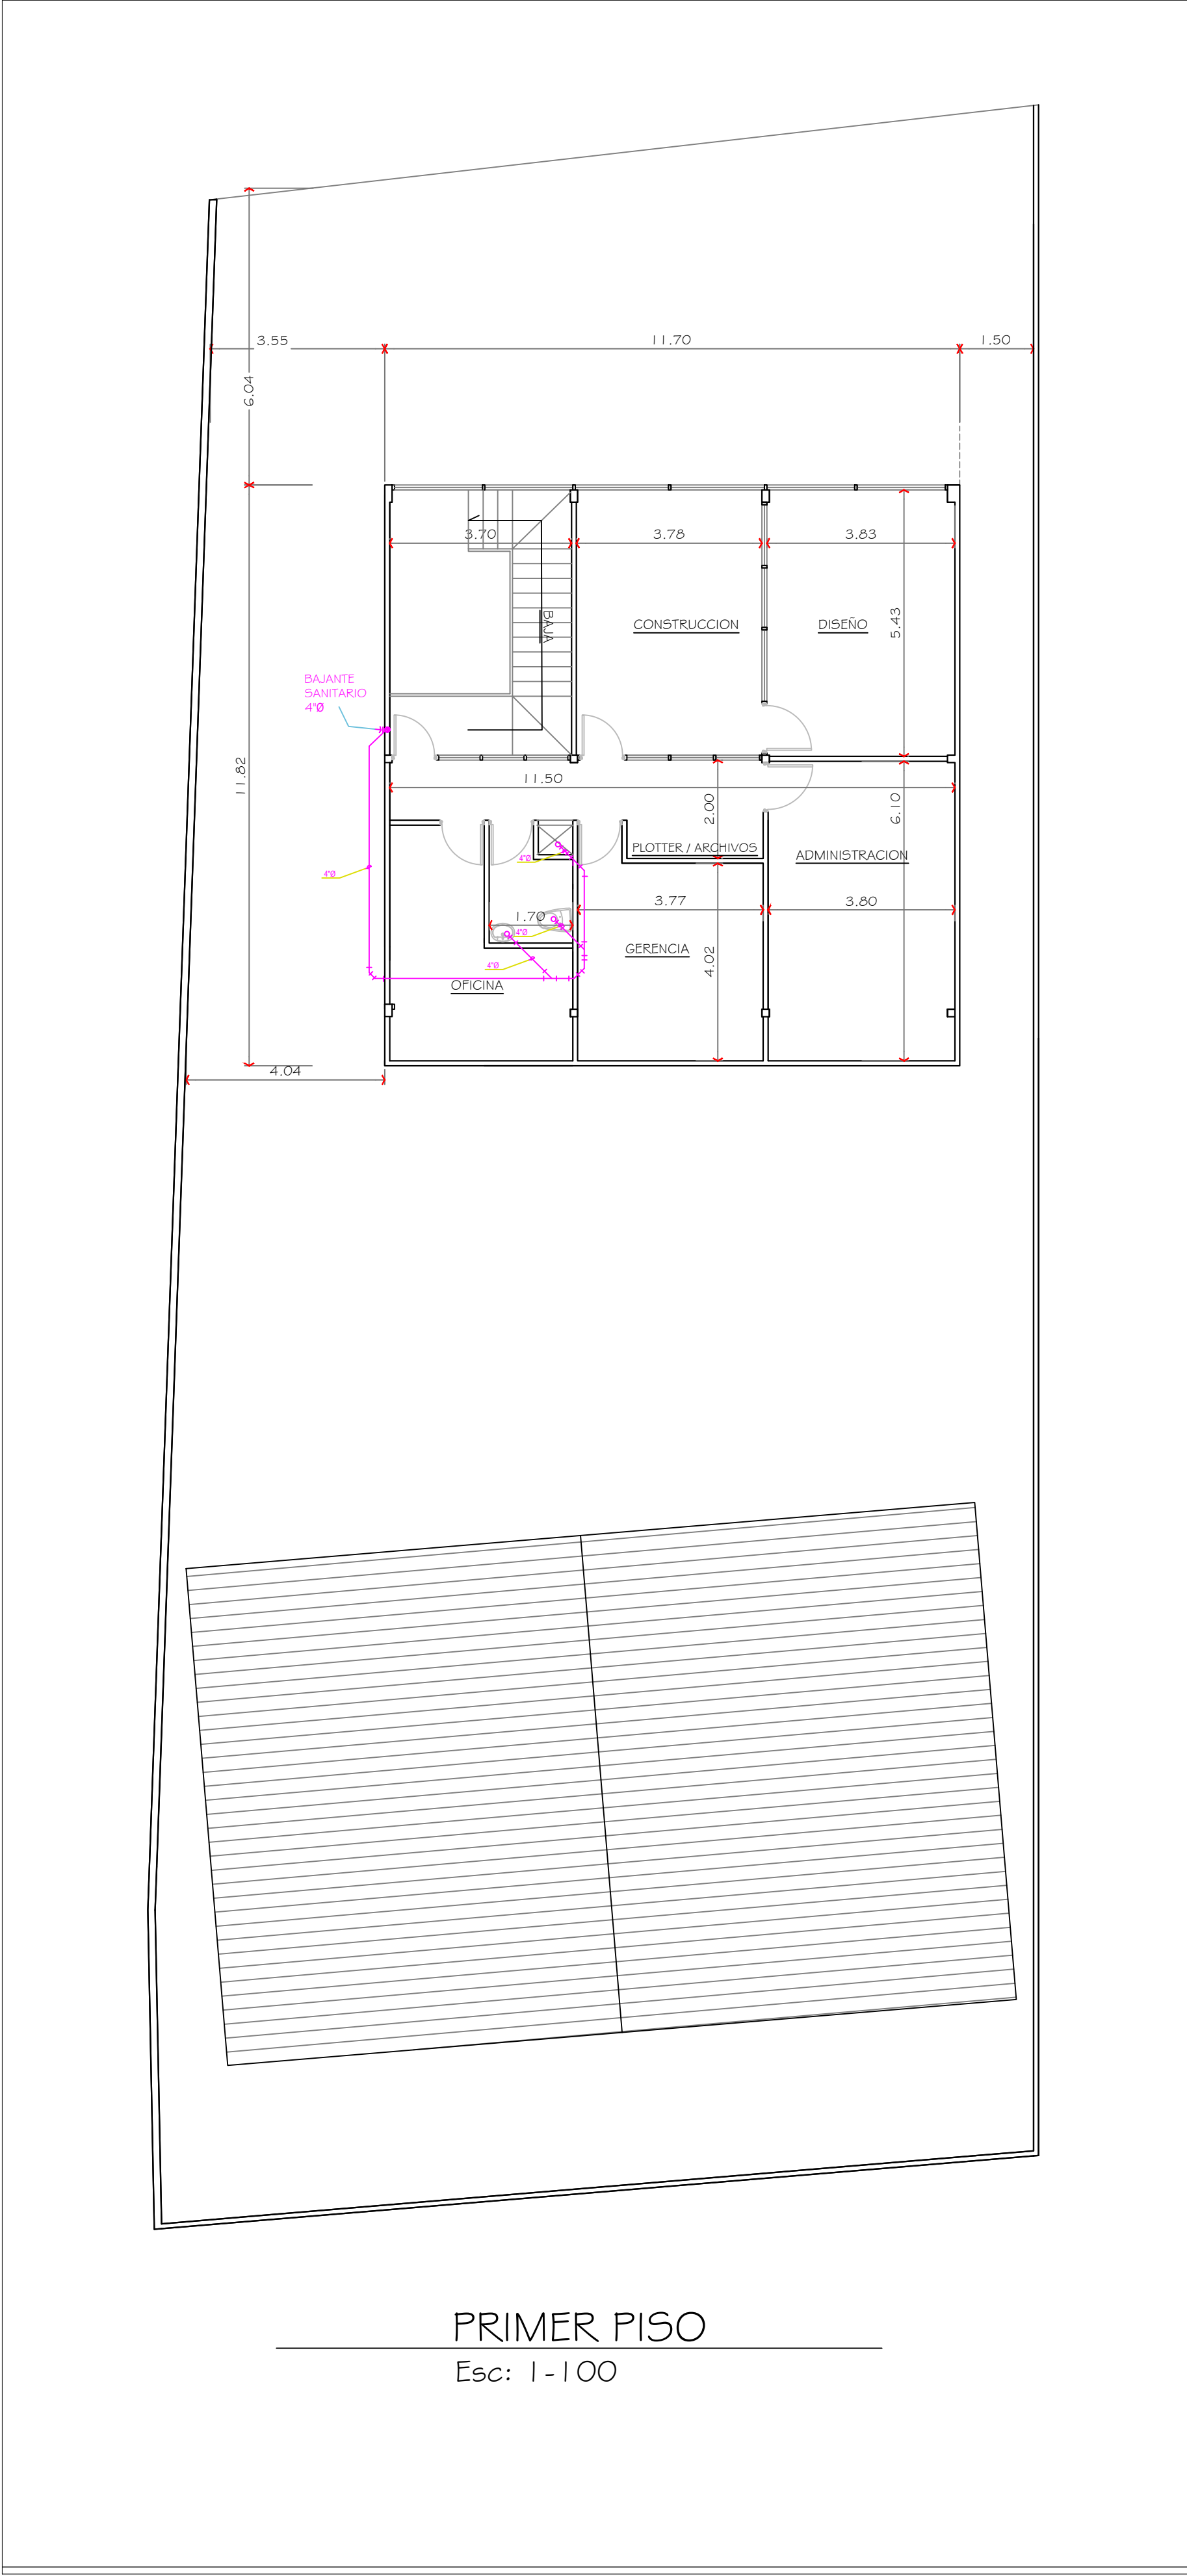 3.55
11.70
1.50
6.04
3.70
3.78
3.83
BAJA
CONSTRUCCION
DISEÑO
5.43
BAJANTE
SANITARIO
4"Ø
11.82
11.50
2.00
6.10
PLOTTER / ARCHIVOS
ADMINISTRACION
4"Ø
4"Ø
3.77
3.80
1.70
4"Ø
GERENCIA
4.02
4"Ø
OFICINA
4.04
PRIMER PISO
Esc: 1-100